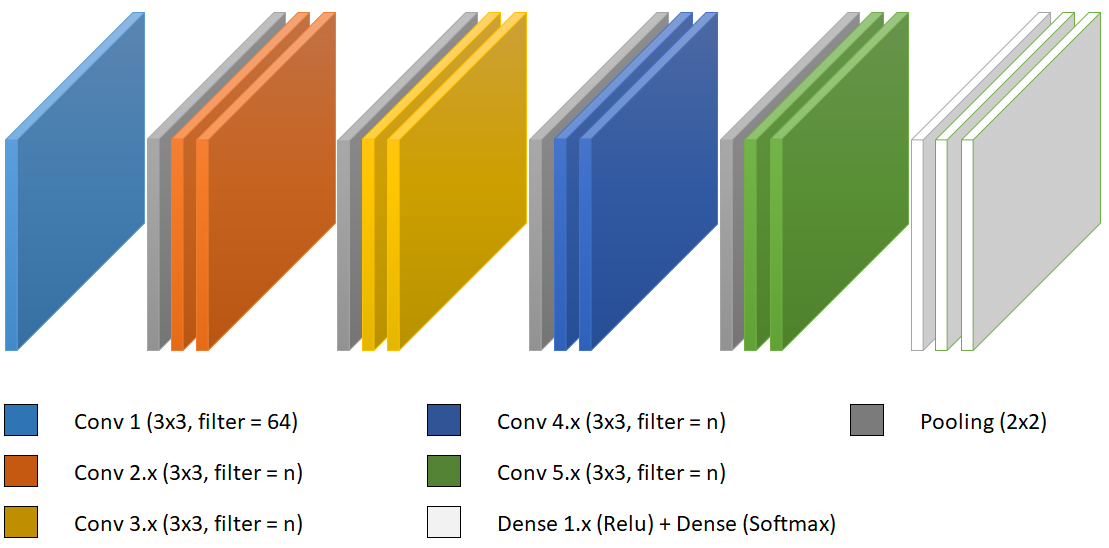 Conv 1 (3x3, filter = 64)
Conv 2.x (3x3, filter = n)
Conv 3.x (3x3, filter = n)
Conv 4.x (3x3, filter = n)
Conv 5.x (3x3, filter = n)
Dense 1.x (Relu) + Dense (Softmax)
Pooling (2x2)